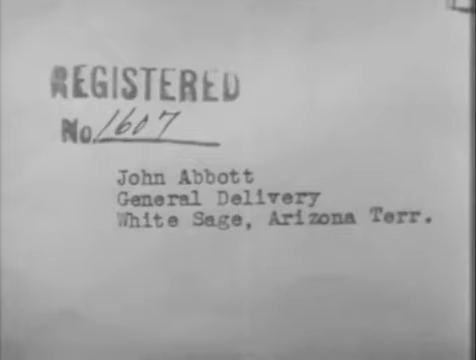 REGISTERED
No. 1607
John Abbott
General Delivery
White Sage, Arizona Terr.